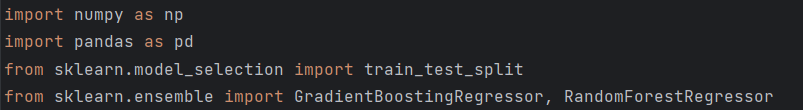 import numpy as np
import pandas as pd
from sklearn.model_selection import train_test_split
from sklearn.ensemble import GradientBoostingRegressor, RandomForestRegressor